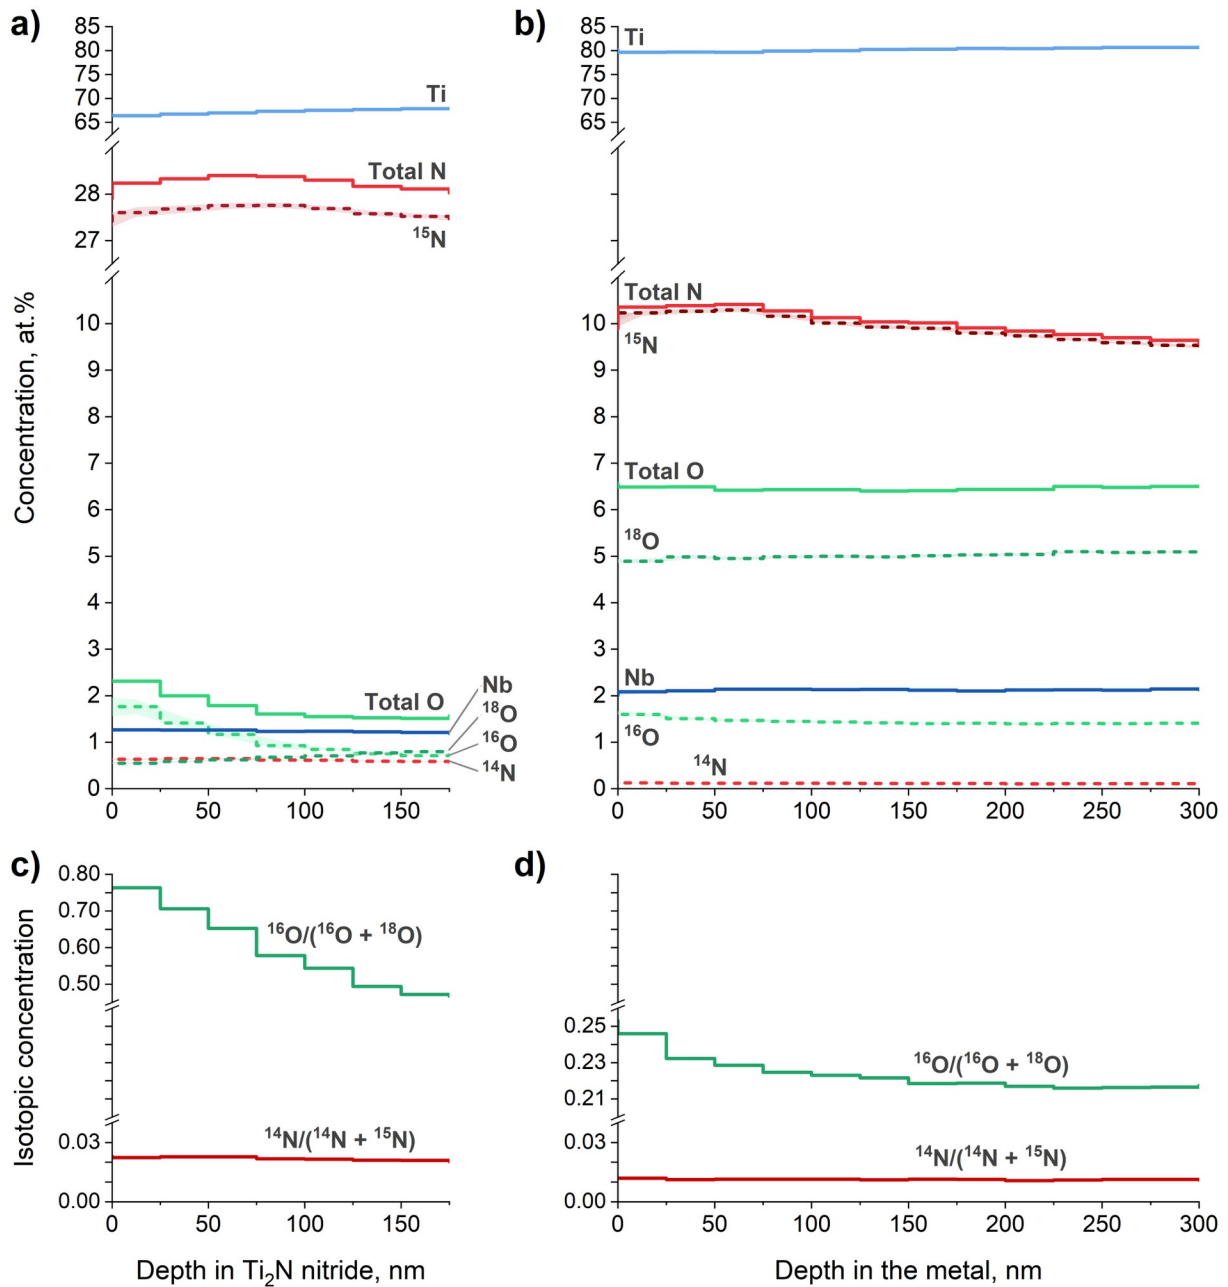 a)
85
80
75
70
65
28
27
10
9
8
7
6
5
4
3
2
1
0
0 50 100 150
Concentration, at.%
Ti
Total N
¹⁵N
Total O
Nb
¹⁸O
¹⁶O
¹⁴N
b)
85
80
75
70
65
10
9
8
7
6
5
4
3
2
1
0
0 50 100 150 200 250 300
Ti
Total N
¹⁵N
Total O
¹⁸O
Nb
¹⁶O
¹⁴N
c)
0.80
0.70
0.60
0.50
0.03
0.00
Isotopic concentration
¹⁶O/(¹⁶O + ¹⁸O)
¹⁴N/(¹⁴N + ¹⁵N)
0 50 100 150
Depth in Ti₂N nitride, nm
d)
0.25
0.23
0.21
0.03
0.00
¹⁶O/(¹⁶O + ¹⁸O)
¹⁴N/(¹⁴N + ¹⁵N)
0 50 100 150 200 250 300
Depth in the metal, nm